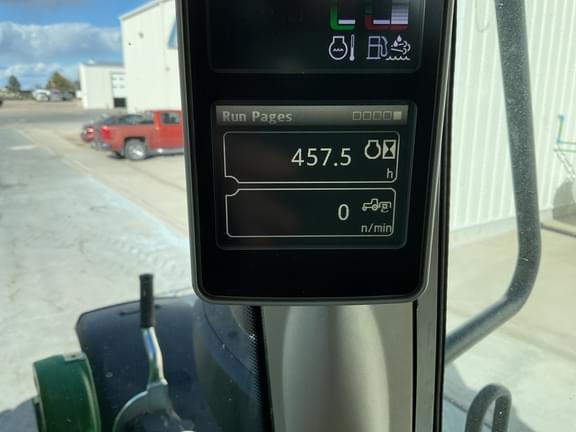 Run Pages
457.5
h
0
n/min